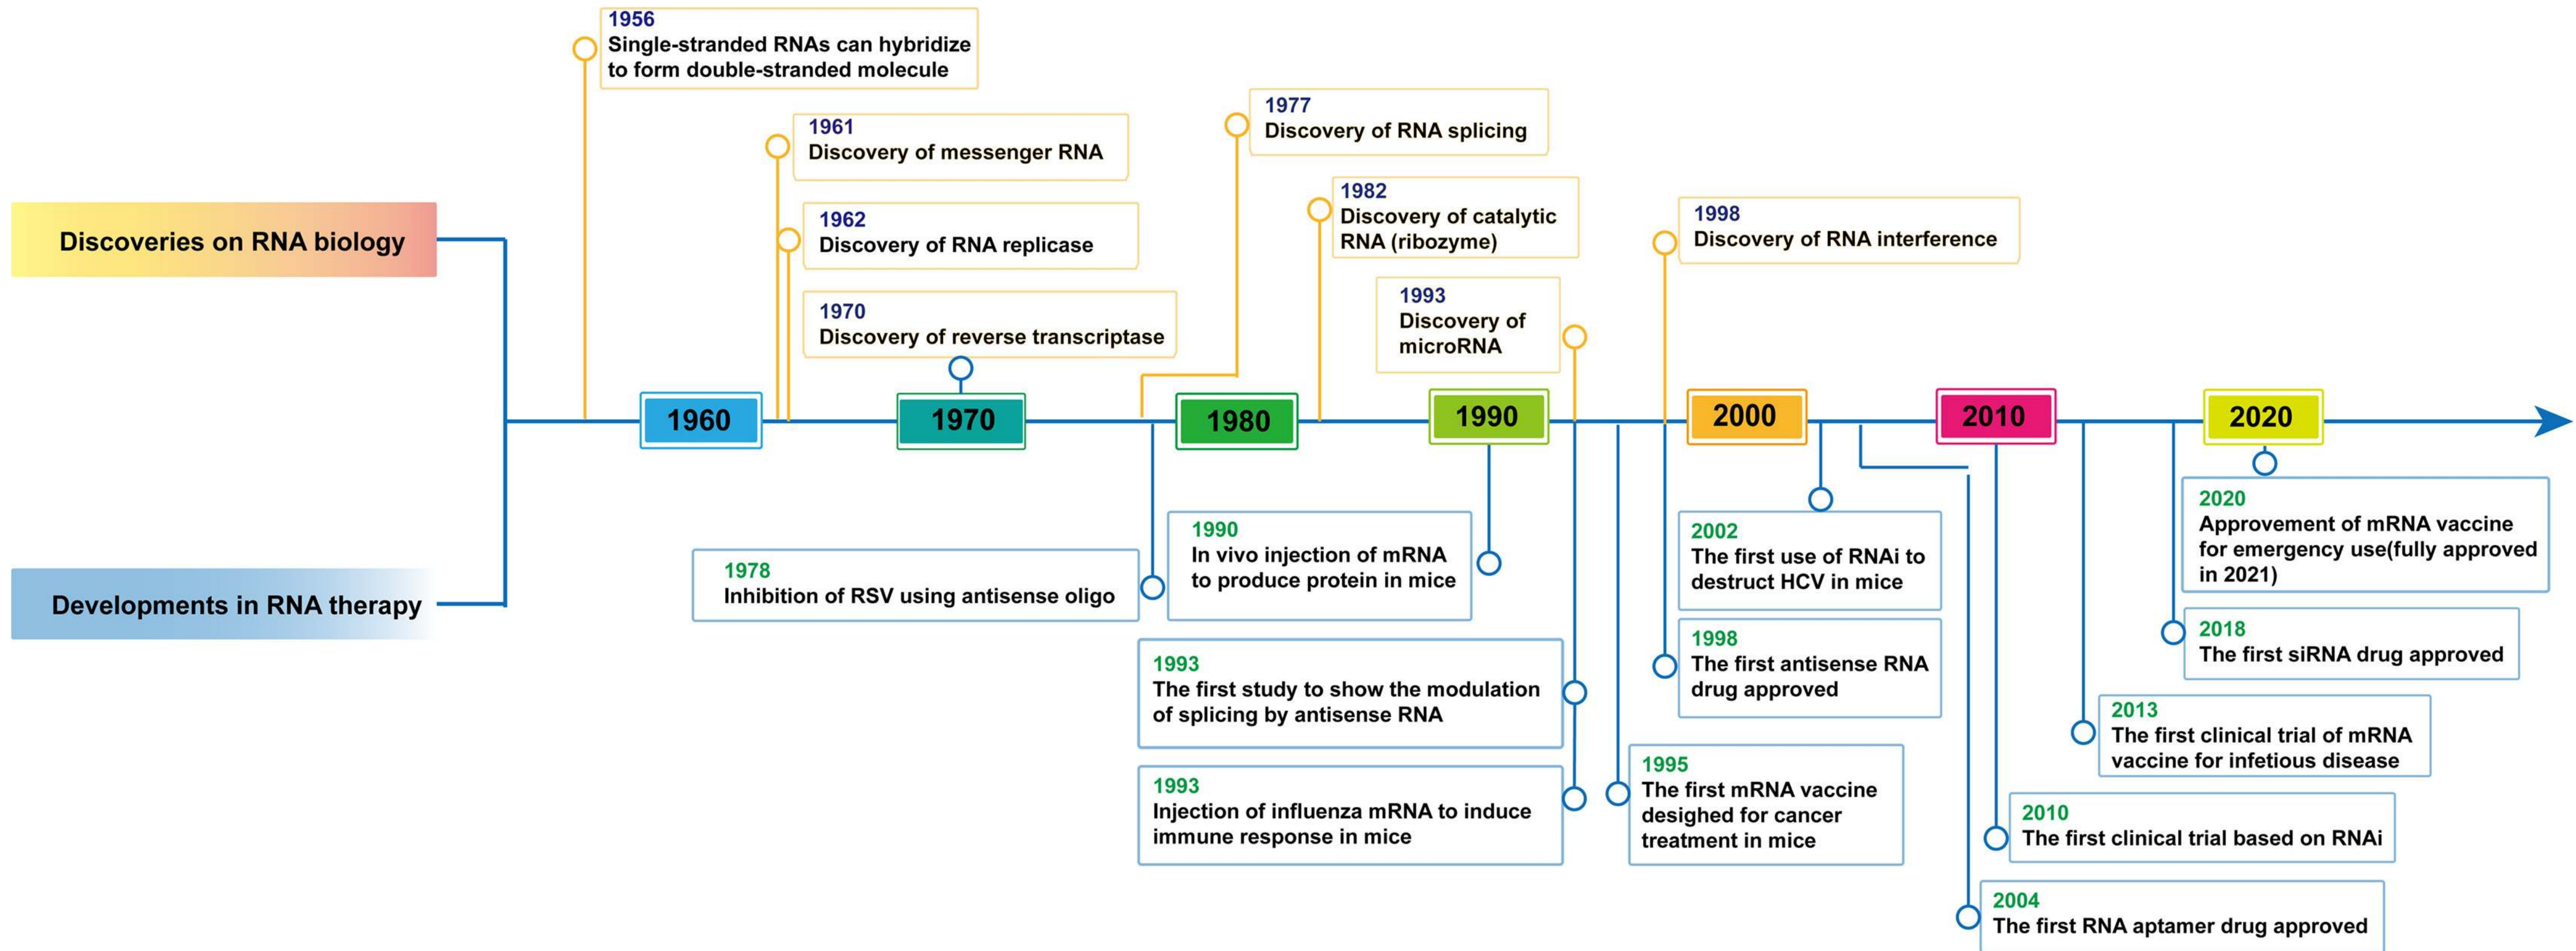 1956
Single-stranded RNAs can hybridize
to form double-stranded molecule
1961
Discovery of messenger RNA
1962
Discovery of RNA replicase
1970
Discovery of reverse transcriptase
1977
Discovery of RNA splicing
1982
Discovery of catalytic
RNA (ribozyme)
1993
Discovery of
microRNA
1998
Discovery of RNA interference
Discoveries on RNA biology
Developments in RNA therapy
1960
1970
1980
1990
2000
2010
2020
1978
Inhibition of RSV using antisense oligo
1990
In vivo injection of mRNA
to produce protein in mice
1993
The first study to show the modulation
of splicing by antisense RNA
1993
Injection of influenza mRNA to induce
immune response in mice
1995
The first mRNA vaccine
desighed for cancer
treatment in mice
2002
The first use of RNAi to
destruct HCV in mice
1998
The first antisense RNA
drug approved
2020
Approvement of mRNA vaccine
for emergency use(fully approved
in 2021)
2018
The first siRNA drug approved
2013
The first clinical trial of mRNA
vaccine for infetious disease
2010
The first clinical trial based on RNAi
2004
The first RNA aptamer drug approved